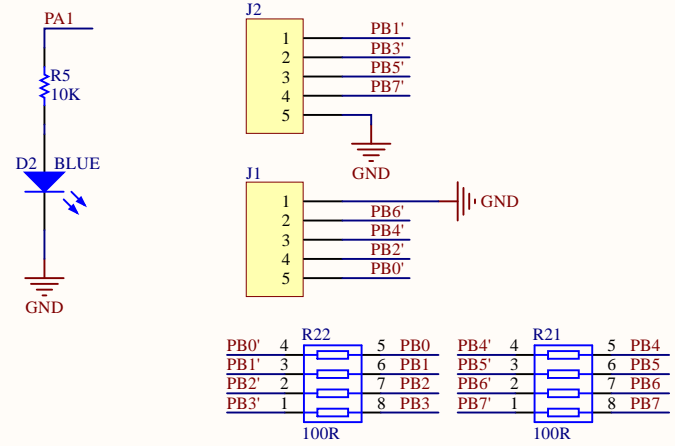 PA1
R5
10K
D2 BLUE
GND
J2
1 PB1'
2 PB3'
3 PB5'
4 PB7'
5
GND
J1
1 GND
2 PB6'
3 PB4'
4 PB2'
5 PB0'
R22
PB0' 4 5 PB0
PB1' 3 6 PB1
PB2' 2 7 PB2
PB3' 1 8 PB3
100R
R21
PB4' 4 5 PB4
PB5' 3 6 PB5
PB6' 2 7 PB6
PB7' 1 8 PB7
100R